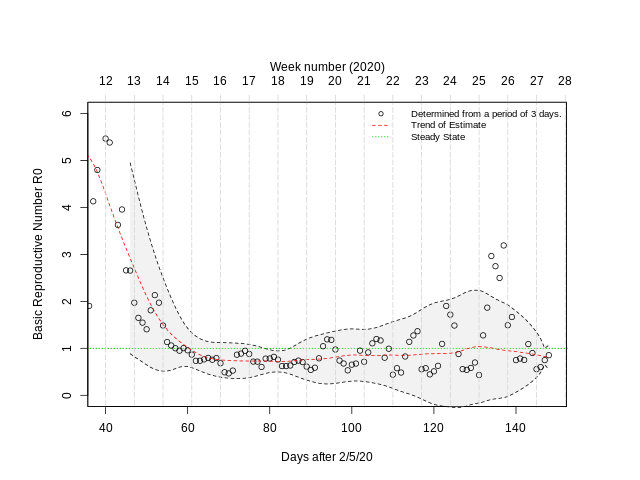 Week number (2020)
12 13 14 15 16 17 18 19 20 21 22 23 24 25 26 27 28
Determined from a period of 3 days.
Trend of Estimate
Steady State
Basic Reproductive Number R0
6
5
4
3
2
1
0
40 60 80 100 120 140
Days after 2/5/20